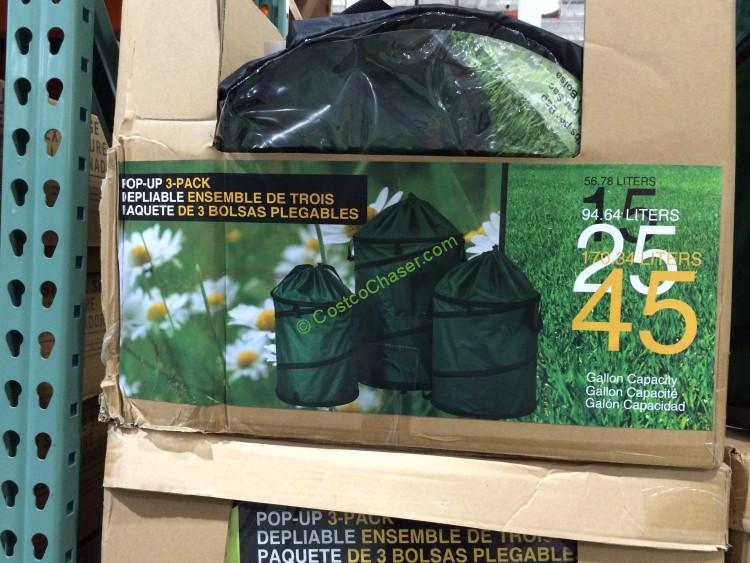 POP-UP 3-PACK
DEPLIABLE ENSEMBLE DE TROIS
PAQUETE DE 3 BOLSAS PLEGABLES
56.78 LITERS
15
94.64 LITERS
25
170.34 LITERS
45
Gallon Capacity
Gallon Capacité
Galón Capacidad
© CostcoChaser.com
POP-UP 3-PACK
DEPLIABLE ENSEMBLE DE TROIS
PAQUETE DE 3 BOLSAS PLEGABLE